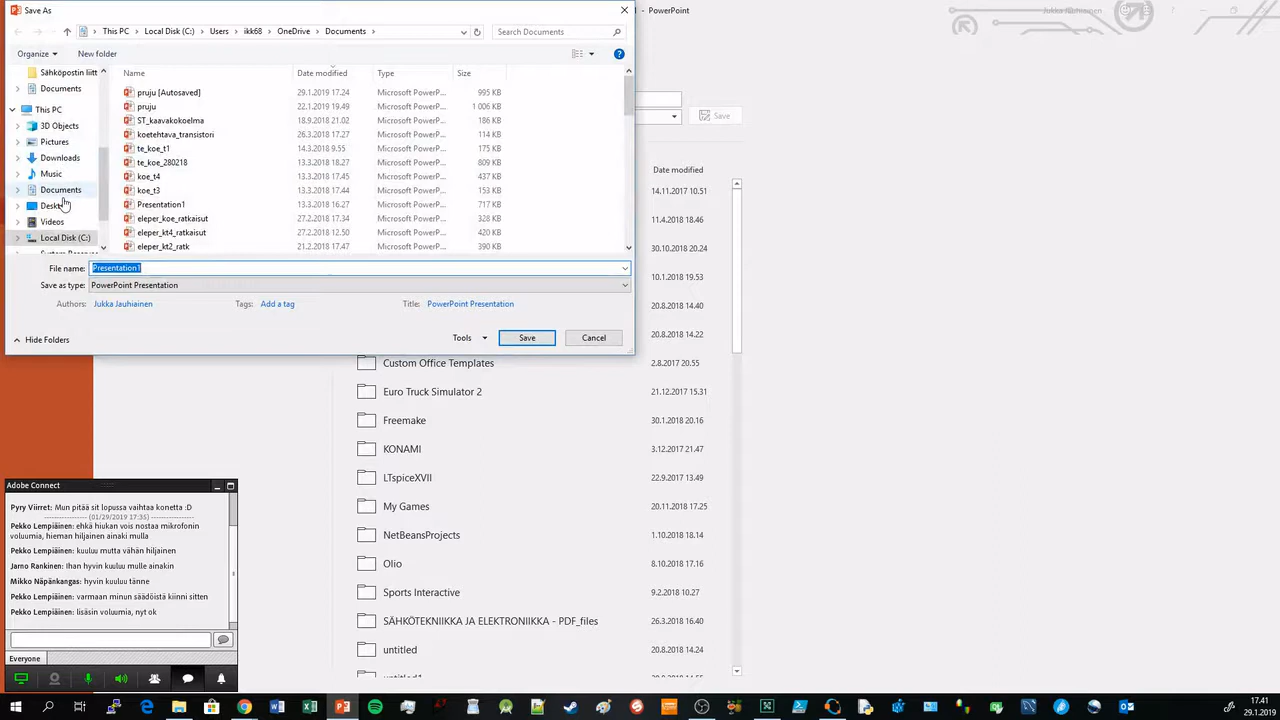 Save As
- PowerPoint
Jukka Jauhiainen
This PC > Local Disk (C:) > Users > ikk68 > OneDrive > Documents >
Search Documents
Organize
New folder
Name
Date modified
Type
Size
Sähköpostin liitt
Documents
This PC
3D Objects
Pictures
Downloads
Music
Documents
Deskt
Videos
Local Disk (C:)
pruju [Autosaved] 29.1.2019 17.24 Microsoft PowerP... 995 KB
pruju 22.1.2019 19.49 Microsoft PowerP... 1 006 KB
ST_kaavakokoelma 18.9.2018 21.02 Microsoft PowerP... 186 KB
koetehtava_transistori 26.3.2018 17.27 Microsoft PowerP... 114 KB
te_koe_t1 14.3.2018 9.55 Microsoft PowerP... 175 KB
te_koe_280218 13.3.2018 18.27 Microsoft PowerP... 809 KB
koe_t4 13.3.2018 17.45 Microsoft PowerP... 437 KB
koe_t3 13.3.2018 17.44 Microsoft PowerP... 153 KB
Presentation1 13.3.2018 16.27 Microsoft PowerP... 717 KB
eleper_koe_ratkaisut 27.2.2018 17.34 Microsoft PowerP... 328 KB
eleper_kt4_ratkaisut 27.2.2018 12.50 Microsoft PowerP... 420 KB
eleper_kt2_ratk 21.2.2018 17.47 Microsoft PowerP... 390 KB
File name: Presentation1
Save as type: PowerPoint Presentation
Authors: Jukka Jauhiainen
Tags: Add a tag
Title: PowerPoint Presentation
Hide Folders
Tools
Save
Cancel
Save
Date modified
14.11.2017 10.51
11.4.2018 18.46
30.10.2018 20.24
10.1.2018 19.53
20.8.2018 14.40
20.8.2018 14.22
Custom Office Templates 2.8.2017 20.55
Euro Truck Simulator 2 21.12.2017 15.31
Freemake 30.1.2018 20.16
KONAMI 3.12.2017 21.47
LTspiceXVII 22.9.2017 13.49
My Games 20.11.2018 17.25
NetBeansProjects 1.10.2018 18.14
Olio 8.10.2017 17.16
Sports Interactive 9.2.2018 10.27
SÄHKÖTEKNIIKKA JA ELEKTRONIIKKA - PDF_files 26.3.2018 16.40
untitled 20.8.2018 14.24
Adobe Connect
Pyry Viirret: Mun pitää sit lopussa vaihtaa konetta :D
(01/29/2019 17:35)
Pekko Lempiäinen: ehkä hiukan vois nostaa mikrofonin
voluumia, hieman hiljainen ainaki mulla
Pekko Lempiäinen: kuuluu mutta vähän hiljainen
Jarno Rankinen: Ihan hyvin kuuluu mulle ainakin
Mikko Näpänkangas: hyvin kuuluu tänne
Pekko Lempiäinen: varmaan minun säädöistä kiinni sitten
Pekko Lempiäinen: lisäsin voluumia, nyt ok
Everyone
17.41
29.1.2019